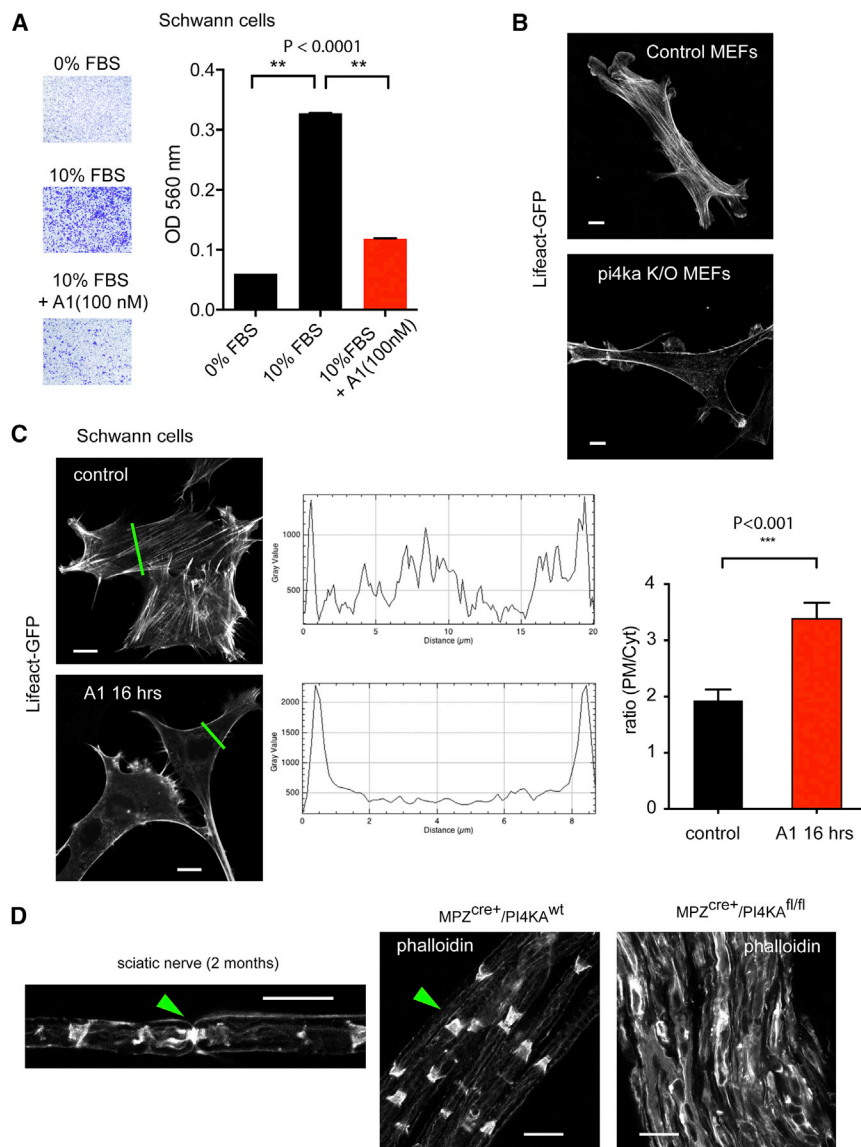 A
Schwann cells
0% FBS
10% FBS
10% FBS
+ A1(100 nM)
P < 0.0001
**
**
OD 560 nm
0.4
0.3
0.2
0.1
0.0
0% FBS
10% FBS
10%FBS
+ A1(100nM)
B
Lifeact-GFP
Control MEFs
pi4ka K/O MEFs
C
Schwann cells
Lifeact-GFP
control
A1 16 hrs
Gray Value
1000
500
0
5
10
15
20
Distance (µm)
Gray Value
2000
1500
1000
500
0
2
4
6
8
Distance (µm)
P<0.001
***
ratio (PM/Cyt)
4
3
2
1
0
control
A1 16 hrs
D
sciatic nerve (2 months)
MPZcre+/PI4KAwt
phalloidin
MPZcre+/PI4KAfl/fl
phalloidin